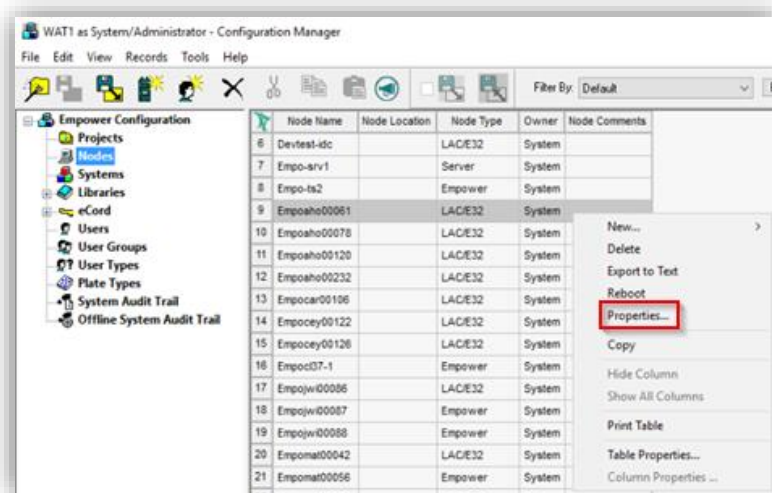 WAT1 as System/Administrator - Configuration Manager
File Edit View Records Tools Help
Filter By: Default
Empower Configuration
Projects
Nodes
Systems
Libraries
eCord
Users
User Groups
User Types
Plate Types
System Audit Trail
Offline System Audit Trail
Node Name Node Location Node Type Owner Node Comments
6 Devtest-idc LAC/E32 System
7 Empo-srv1 Server System
8 Empo-ts2 Empower System
9 Empoaho00061 LAC/E32 System
10 Empoaho00078 LAC/E32 System
11 Empoaho00120 LAC/E32 System
12 Empoaho00232 LAC/E32 System
13 Empocar00106 LAC/E32 System
14 Empocey00122 LAC/E32 System
15 Empocey00126 LAC/E32 System
16 Empocl37-1 Empower System
17 Empojwi00086 LAC/E32 System
18 Empojwi00087 Empower System
19 Empojwi00088 Empower System
20 Empomat00042 LAC/E32 System
21 Empomat00056 Empower System
New...
Delete
Export to Text
Reboot
Properties...
Copy
Hide Column
Show All Columns
Print Table
Table Properties...
Column Properties ...